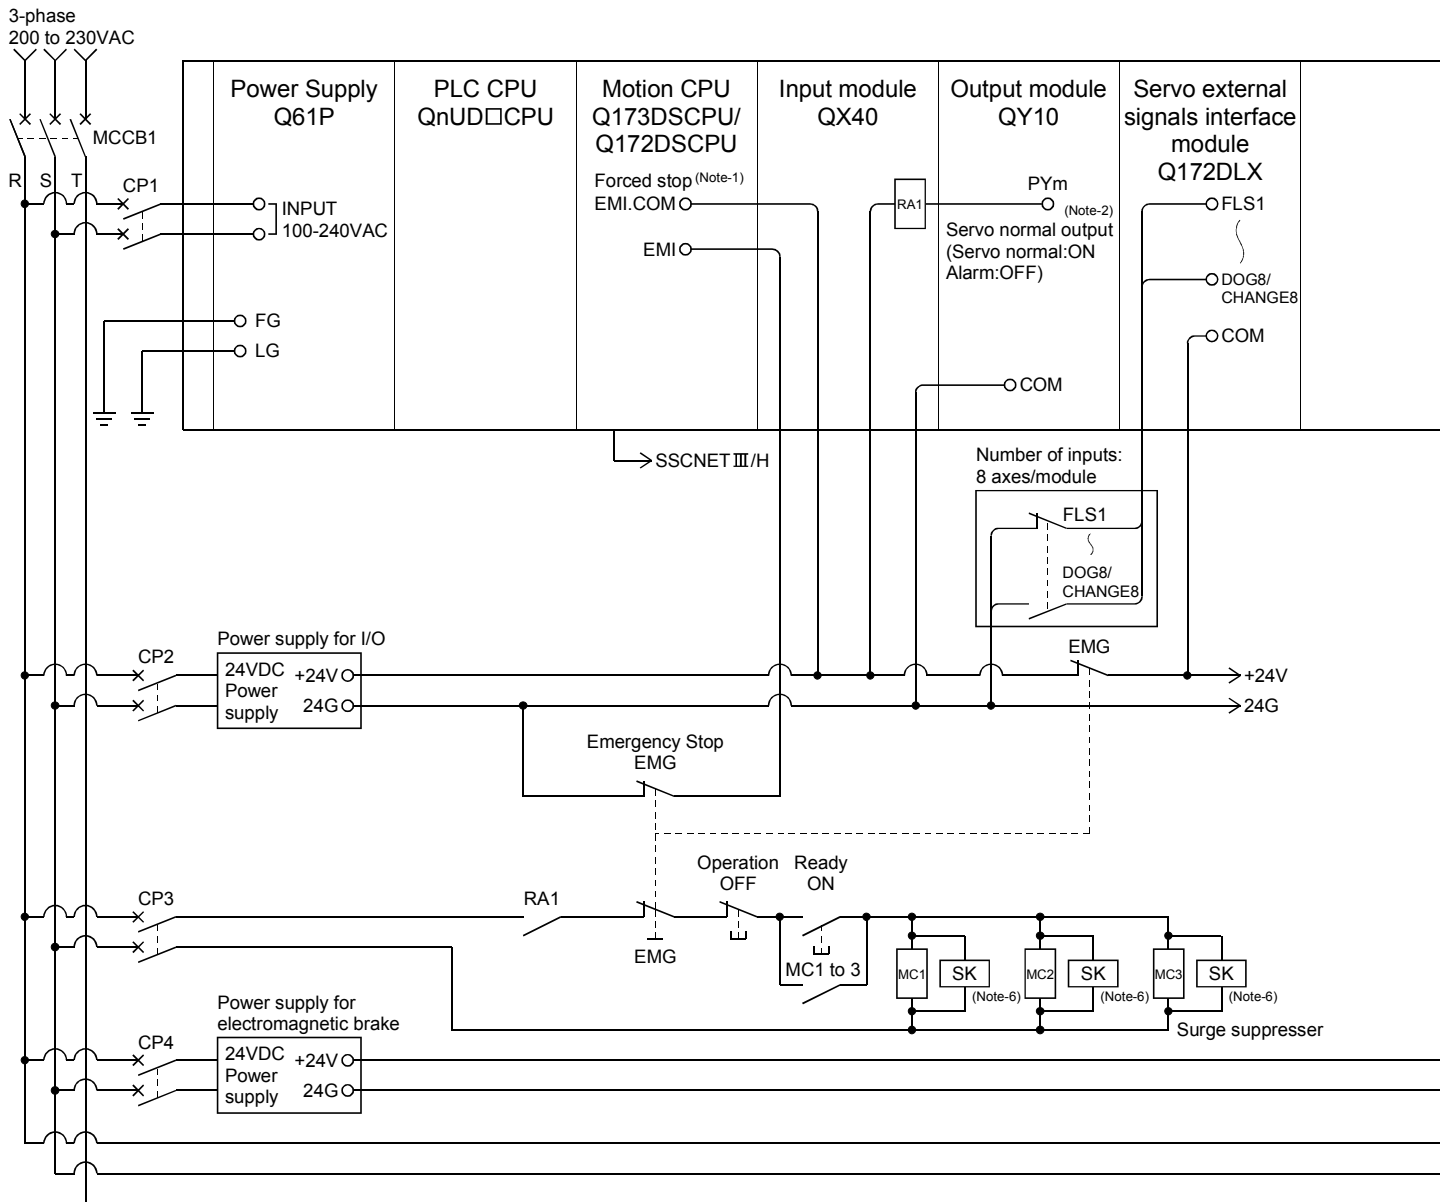 3-phase
200 to 230VAC
MCCB1
R S T
CP1
Power Supply
Q61P
INPUT
100-240VAC
FG
LG
PLC CPU
QnUD□CPU
Motion CPU
Q173DSCPU/
Q172DSCPU
Forced stop (Note-1)
EMI.COM
EMI
Input module
QX40
RA1
Output module
QY10
PYm
(Note-2)
Servo normal output
(Servo normal:ON
Alarm:OFF)
COM
Servo external
signals interface
module
Q172DLX
FLS1
DOG8/
CHANGE8
COM
SSCNETⅢ/H
Number of inputs:
8 axes/module
FLS1
DOG8/
CHANGE8
CP2
Power supply for I/O
24VDC
Power
supply
+24V
24G
EMG
+24V
24G
Emergency Stop
EMG
CP3
RA1
EMG
Operation
OFF
Ready
ON
MC1 to 3
MC1
SK
(Note-6)
MC2
SK
(Note-6)
MC3
SK
(Note-6)
Surge suppresser
CP4
Power supply for
electromagnetic brake
24VDC
Power
supply
+24V
24G